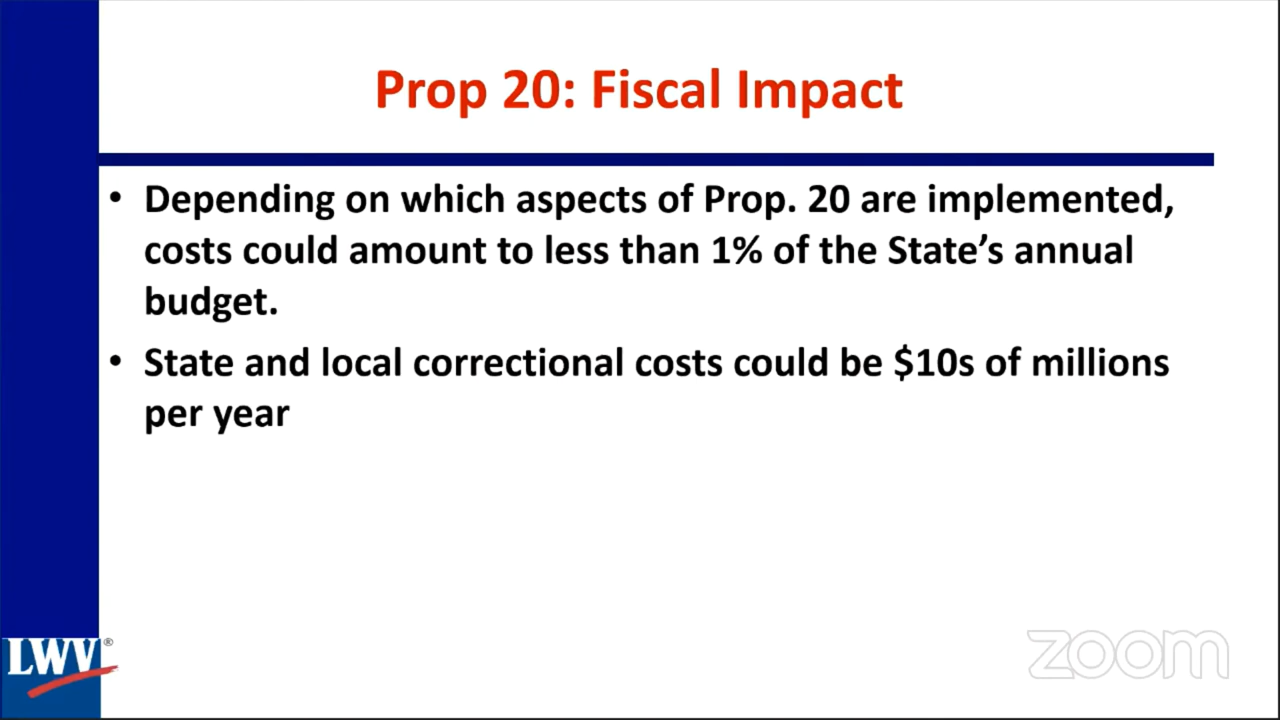 Prop 20: Fiscal Impact
• Depending on which aspects of Prop. 20 are implemented,
costs could amount to less than 1% of the State’s annual
budget.
• State and local correctional costs could be $10s of millions
per year
LWV®
zoom